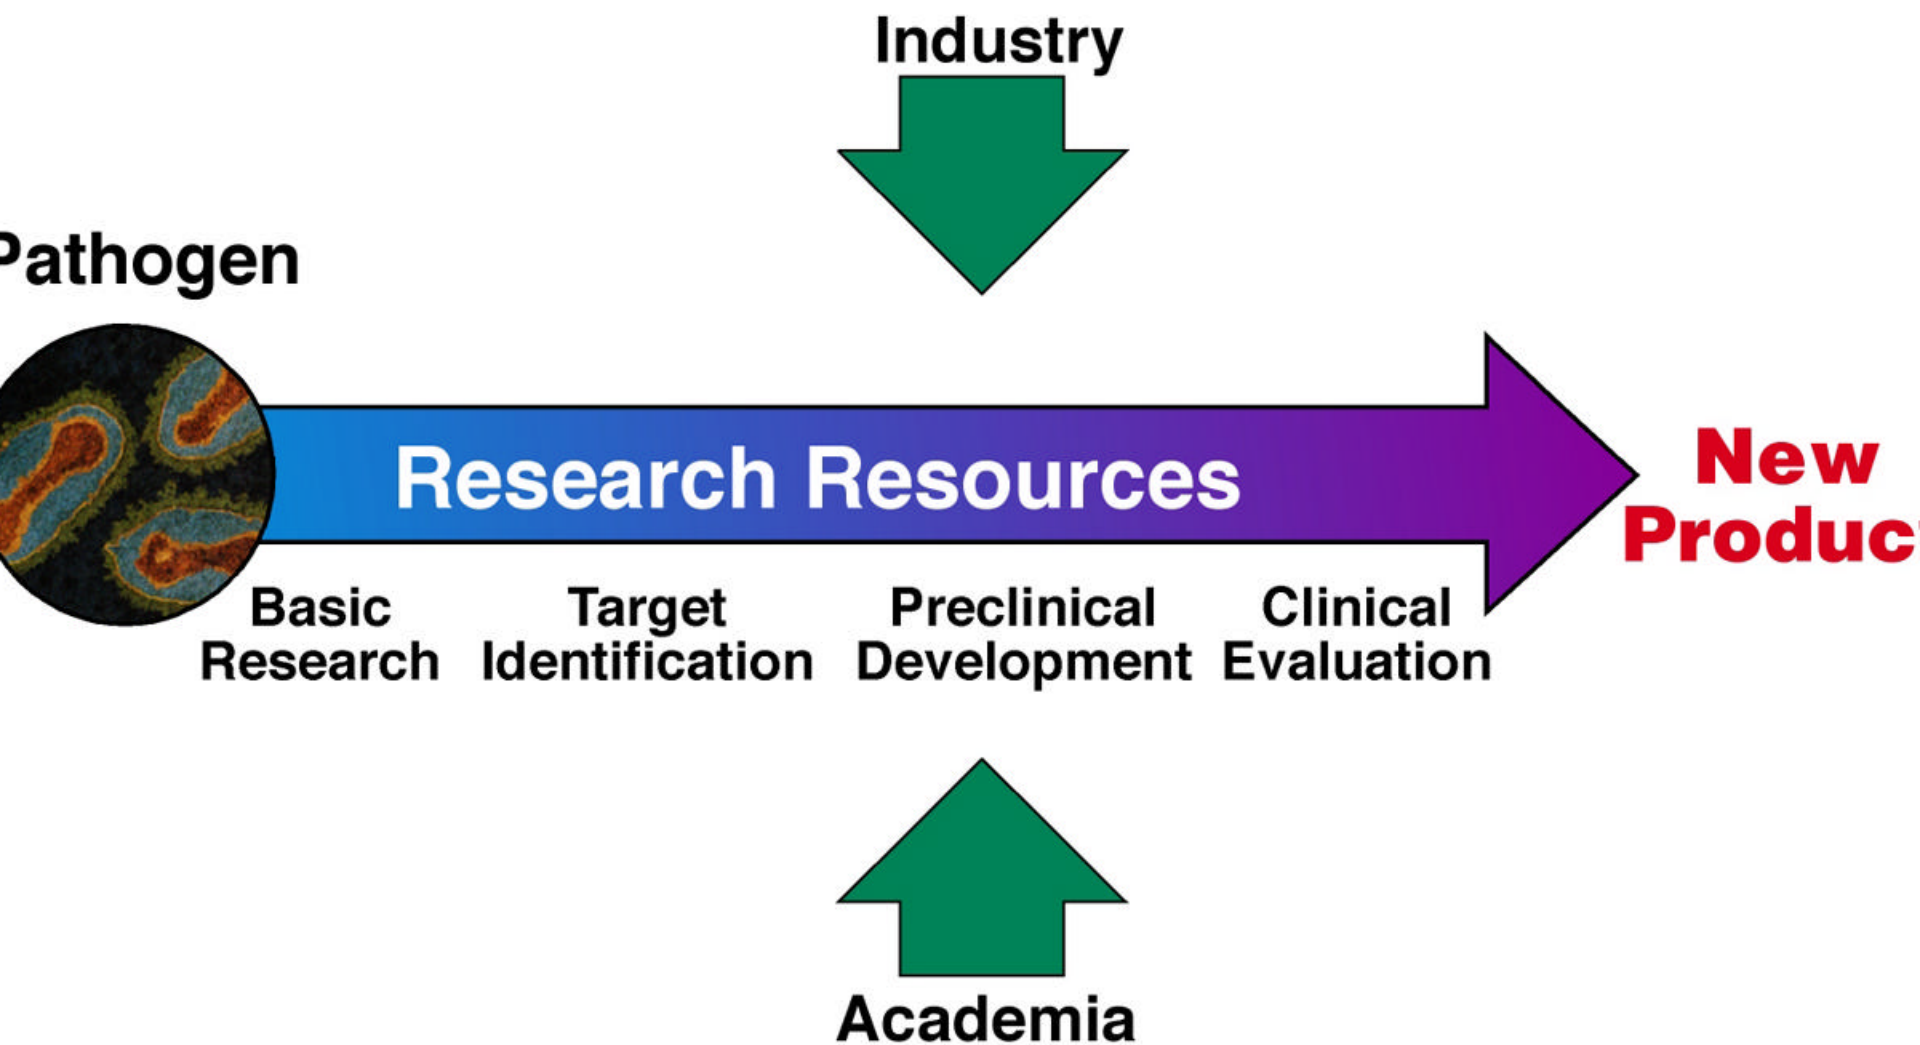 Industry
Pathogen
Research Resources
New
Produc
Basic
Research
Target
Identification
Preclinical
Development
Clinical
Evaluation
Academia